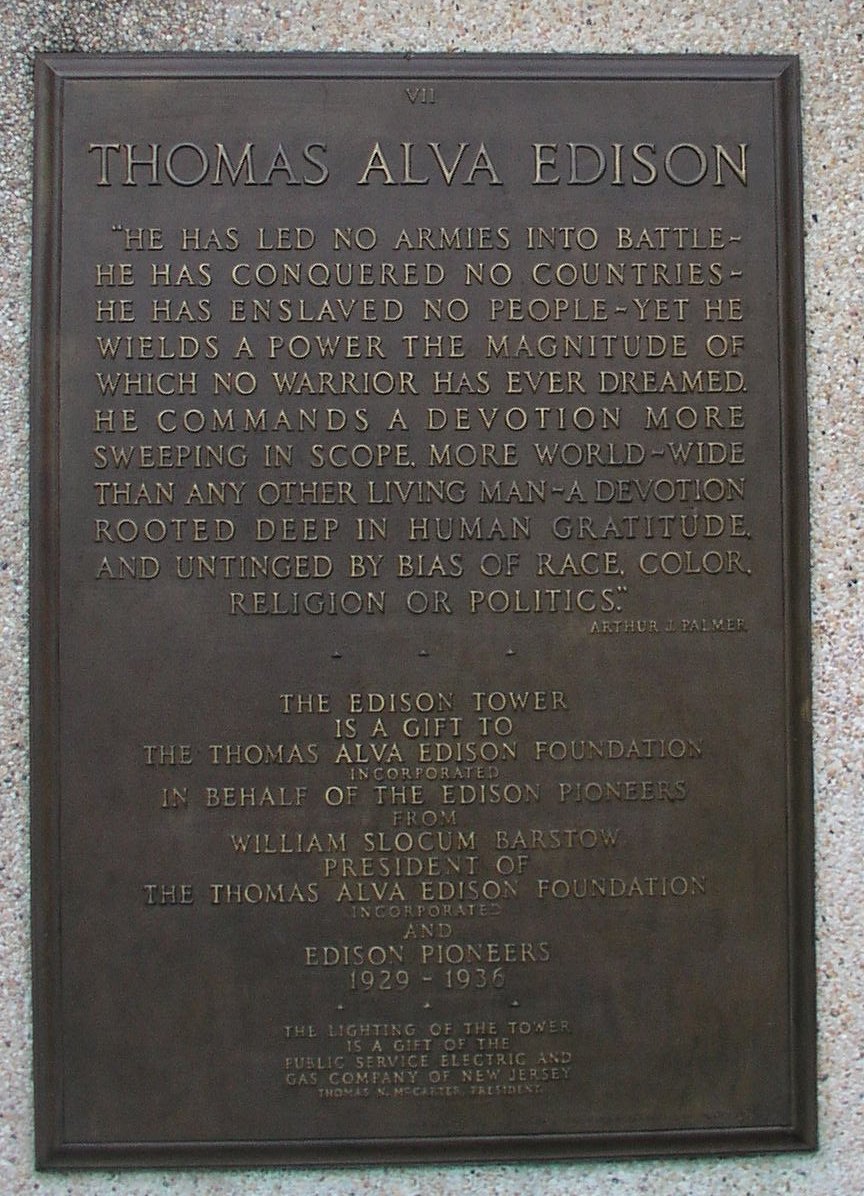 VII
THOMAS ALVA EDISON
"HE HAS LED NO ARMIES INTO BATTLE~
HE HAS CONQUERED NO COUNTRIES~
HE HAS ENSLAVED NO PEOPLE~YET HE
WIELDS A POWER THE MAGNITUDE OF
WHICH NO WARRIOR HAS EVER DREAMED.
HE COMMANDS A DEVOTION MORE
SWEEPING IN SCOPE, MORE WORLD~WIDE
THAN ANY OTHER LIVING MAN~A DEVOTION
ROOTED DEEP IN HUMAN GRATITUDE,
AND UNTINGED BY BIAS OF RACE, COLOR,
RELIGION OR POLITICS."
ARTHUR J. PALMER
THE EDISON TOWER
IS A GIFT TO
THE THOMAS ALVA EDISON FOUNDATION
INCORPORATED
IN BEHALF OF THE EDISON PIONEERS
FROM
WILLIAM SLOCUM BARSTOW
PRESIDENT OF
THE THOMAS ALVA EDISON FOUNDATION
INCORPORATED
AND
EDISON PIONEERS
1929 - 1936
THE LIGHTING OF THE TOWER
IS A GIFT OF THE
PUBLIC SERVICE ELECTRIC AND
GAS COMPANY OF NEW JERSEY
THOMAS N. McCARTER, PRESIDENT.